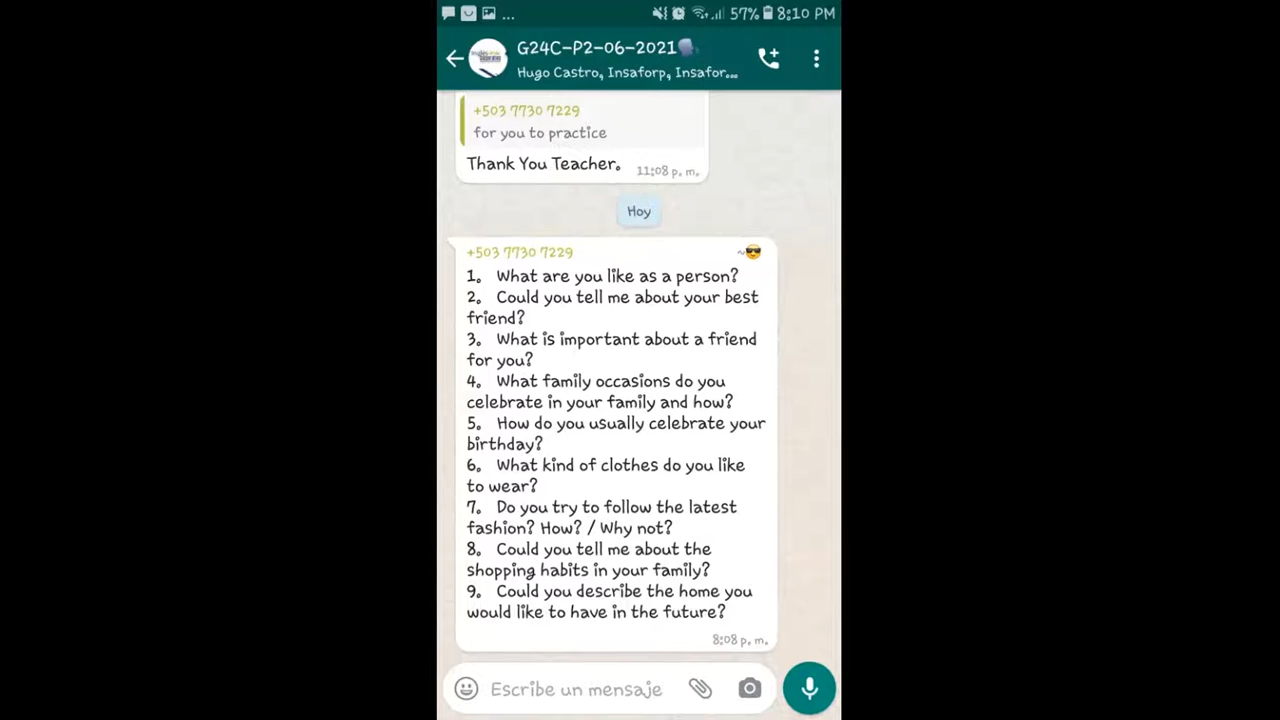 ... 57% 8:10 PM
G24C-P2-06-2021
Hugo Castro, Insaforp, Insafor...
+503 7730 7229
for you to practice
Thank You Teacher. 11:08 p. m.
Hoy
+503 7730 7229 ~😎
1. What are you like as a person?
2. Could you tell me about your best
friend?
3. What is important about a friend
for you?
4. What family occasions do you
celebrate in your family and how?
5. How do you usually celebrate your
birthday?
6. What kind of clothes do you like
to wear?
7. Do you try to follow the latest
fashion? How? / Why not?
8. Could you tell me about the
shopping habits in your family?
9. Could you describe the home you
would like to have in the future?
8:08 p. m.
Escribe un mensaje